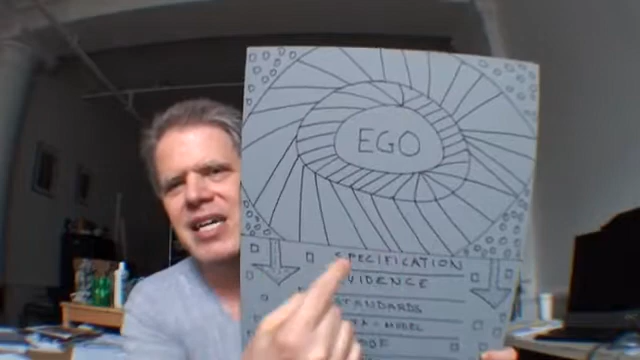 EGO
SPECIFICATION
EVIDENCE
STANDARDS
MODEL